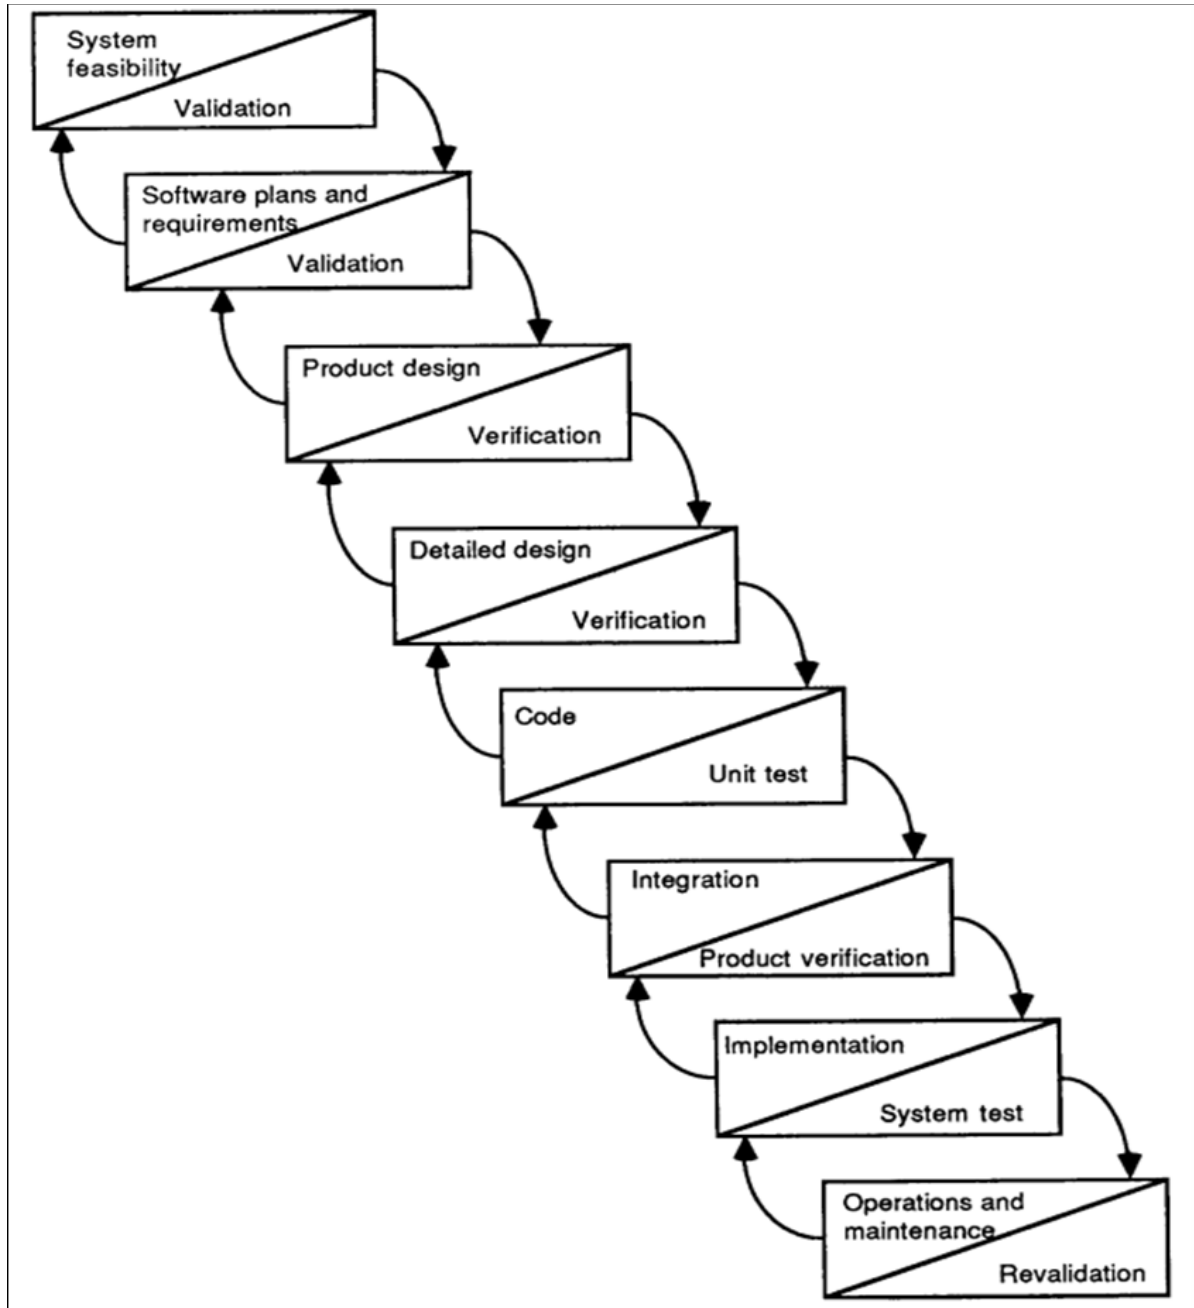 System
feasibility
Validation
Software plans and
requirements
Validation
Product design
Verification
Detailed design
Verification
Code
Unit test
Integration
Product verification
Implementation
System test
Operations and
maintenance
Revalidation